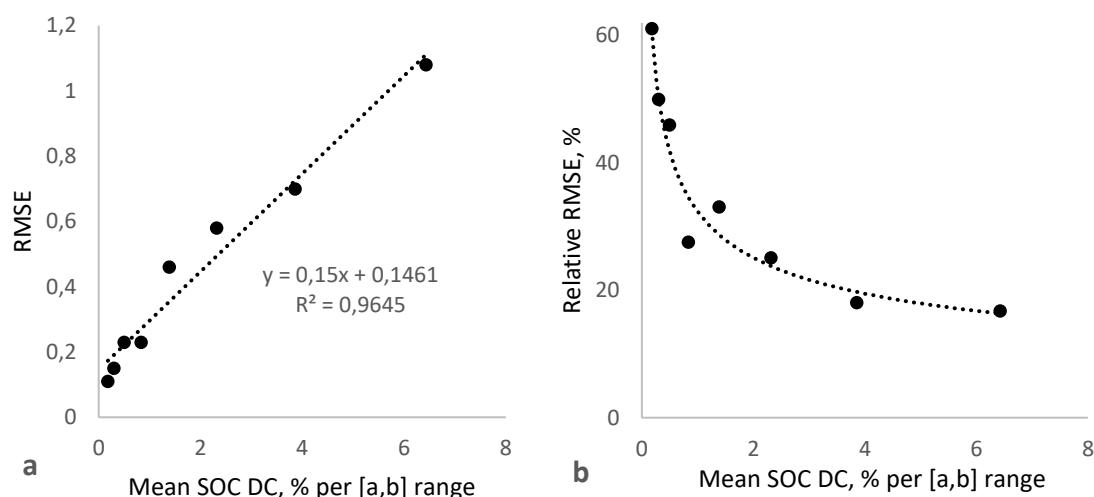 1,2
1
0,8
0,6
0,4
0,2
0
RMSE
y = 0,15x + 0,1461
R² = 0,9645
0 2 4 6 8
a
Mean SOC DC, % per [a,b] range
60
40
20
0
Relative RMSE, %
0 2 4 6 8
b
Mean SOC DC, % per [a,b] range